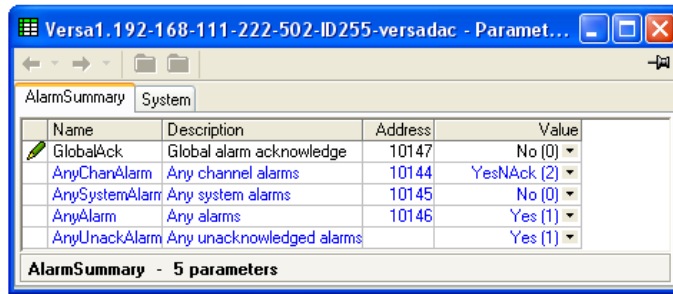 Versa1.192-168-111-222-502-ID255-versadac - Paramet...
AlarmSummary System
Name Description Address Value
GlobalAck Global alarm acknowledge 10147 No (0)
AnyChanAlarm Any channel alarms 10144 YesNAck (2)
AnySystemAlarm Any system alarms 10145 No (0)
AnyAlarm Any alarms 10146 Yes (1)
AnyUnackAlarm Any unacknowledged alarms Yes (1)
AlarmSummary - 5 parameters